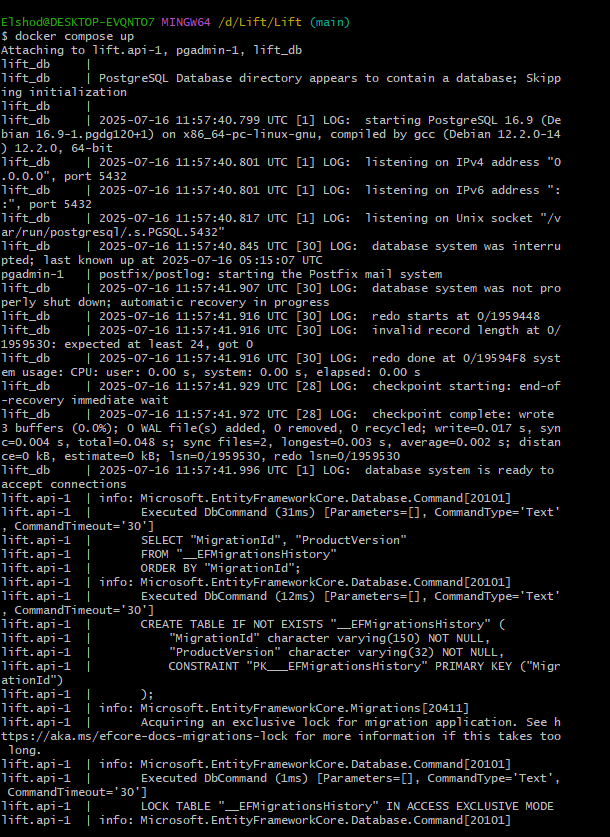 Elshod@DESKTOP-EVQNTO7 MINGW64 /d/Lift/Lift (main)
$ docker compose up
Attaching to lift.api-1, pgadmin-1, lift_db
lift_db     |
lift_db     | PostgreSQL Database directory appears to contain a database; Skipp
ing initialization
lift_db     |
lift_db     | 2025-07-16 11:57:40.799 UTC [1] LOG:  starting PostgreSQL 16.9 (De
bian 16.9-1.pgdg120+1) on x86_64-pc-linux-gnu, compiled by gcc (Debian 12.2.0-14
) 12.2.0, 64-bit
lift_db     | 2025-07-16 11:57:40.801 UTC [1] LOG:  listening on IPv4 address "0
.0.0.0", port 5432
lift_db     | 2025-07-16 11:57:40.801 UTC [1] LOG:  listening on IPv6 address ":
:", port 5432
lift_db     | 2025-07-16 11:57:40.817 UTC [1] LOG:  listening on Unix socket "/v
ar/run/postgresql/.s.PGSQL.5432"
lift_db     | 2025-07-16 11:57:40.845 UTC [30] LOG:  database system was interru
pted; last known up at 2025-07-16 05:15:07 UTC
pgadmin-1   | postfix/postlog: starting the Postfix mail system
lift_db     | 2025-07-16 11:57:41.907 UTC [30] LOG:  database system was not pro
perly shut down; automatic recovery in progress
lift_db     | 2025-07-16 11:57:41.916 UTC [30] LOG:  redo starts at 0/1959448
lift_db     | 2025-07-16 11:57:41.916 UTC [30] LOG:  invalid record length at 0/
1959530: expected at least 24, got 0
lift_db     | 2025-07-16 11:57:41.916 UTC [30] LOG:  redo done at 0/19594F8 syst
em usage: CPU: user: 0.00 s, system: 0.00 s, elapsed: 0.00 s
lift_db     | 2025-07-16 11:57:41.929 UTC [28] LOG:  checkpoint starting: end-of
-recovery immediate wait
lift_db     | 2025-07-16 11:57:41.972 UTC [28] LOG:  checkpoint complete: wrote
3 buffers (0.0%); 0 WAL file(s) added, 0 removed, 0 recycled; write=0.017 s, syn
c=0.004 s, total=0.048 s; sync files=2, longest=0.003 s, average=0.002 s; distan
ce=0 kB, estimate=0 kB; lsn=0/1959530, redo lsn=0/1959530
lift_db     | 2025-07-16 11:57:41.996 UTC [1] LOG:  database system is ready to
accept connections
lift.api-1  | info: Microsoft.EntityFrameworkCore.Database.Command[20101]
lift.api-1  |       Executed DbCommand (31ms) [Parameters=[], CommandType='Text'
, CommandTimeout='30']
lift.api-1  |       SELECT "MigrationId", "ProductVersion"
lift.api-1  |       FROM "__EFMigrationsHistory"
lift.api-1  |       ORDER BY "MigrationId";
lift.api-1  | info: Microsoft.EntityFrameworkCore.Database.Command[20101]
lift.api-1  |       Executed DbCommand (12ms) [Parameters=[], CommandType='Text'
, CommandTimeout='30']
lift.api-1  |       CREATE TABLE IF NOT EXISTS "__EFMigrationsHistory" (
lift.api-1  |           "MigrationId" character varying(150) NOT NULL,
lift.api-1  |           "ProductVersion" character varying(32) NOT NULL,
lift.api-1  |           CONSTRAINT "PK___EFMigrationsHistory" PRIMARY KEY ("Migr
ationId")
lift.api-1  |       );
lift.api-1  | info: Microsoft.EntityFrameworkCore.Migrations[20411]
lift.api-1  |       Acquiring an exclusive lock for migration application. See h
ttps://aka.ms/efcore-docs-migrations-lock for more information if this takes too
 long.
lift.api-1  | info: Microsoft.EntityFrameworkCore.Database.Command[20101]
lift.api-1  |       Executed DbCommand (1ms) [Parameters=[], CommandType='Text',
 CommandTimeout='30']
lift.api-1  |       LOCK TABLE "__EFMigrationsHistory" IN ACCESS EXCLUSIVE MODE
lift.api-1  | info: Microsoft.EntityFrameworkCore.Database.Command[20101]